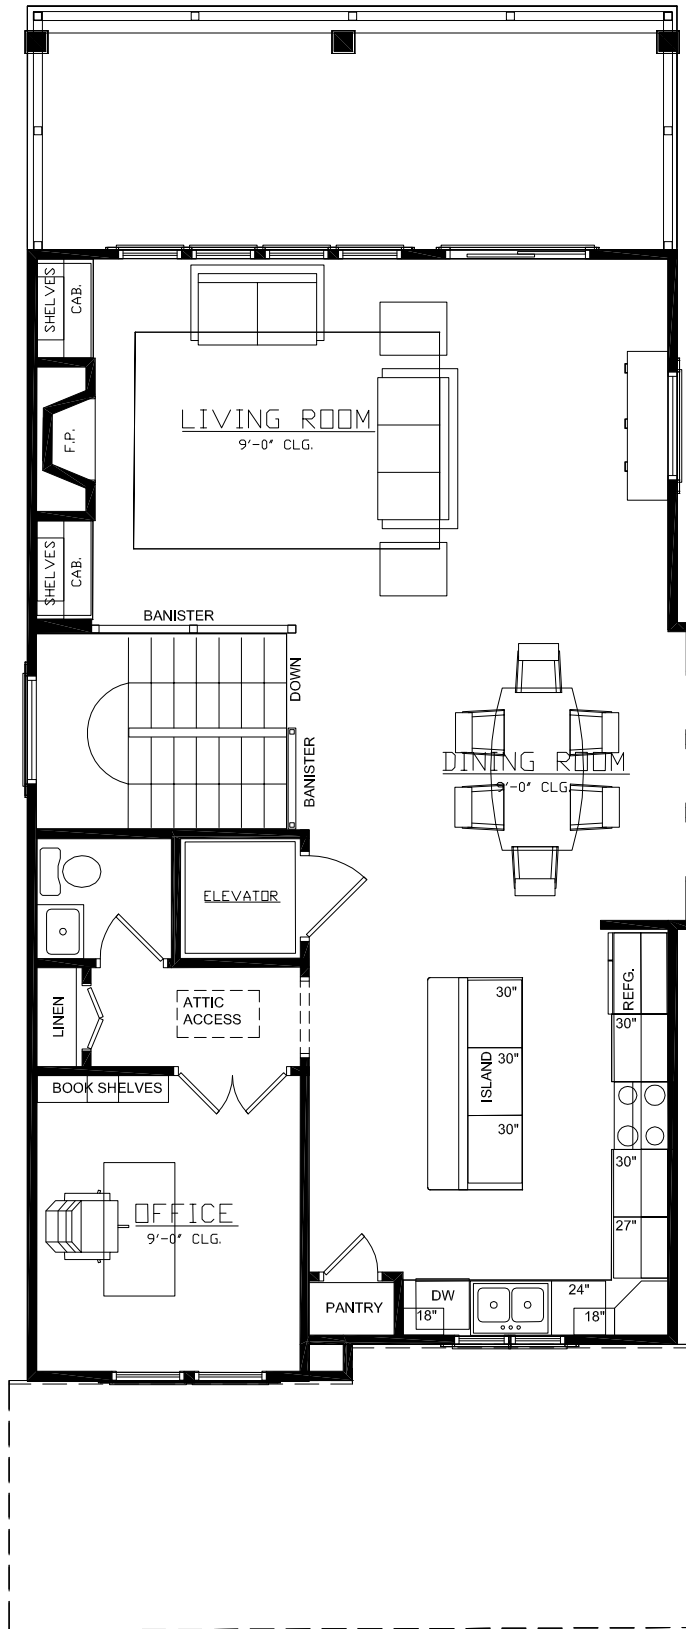 SHELVES
CAB.
LIVING ROOM
9'-0" CLG.
F.P.
SHELVES
CAB.
BANISTER
DOWN
BANISTER
DINING ROOM
9'-0" CLG.
ELEVATOR
LINEN
ATTIC
ACCESS
REFG.
30"
30"
30"
ISLAND
30"
30"
27"
BOOK SHELVES
OFFICE
9'-0" CLG.
PANTRY
DW
18"
24"
18"